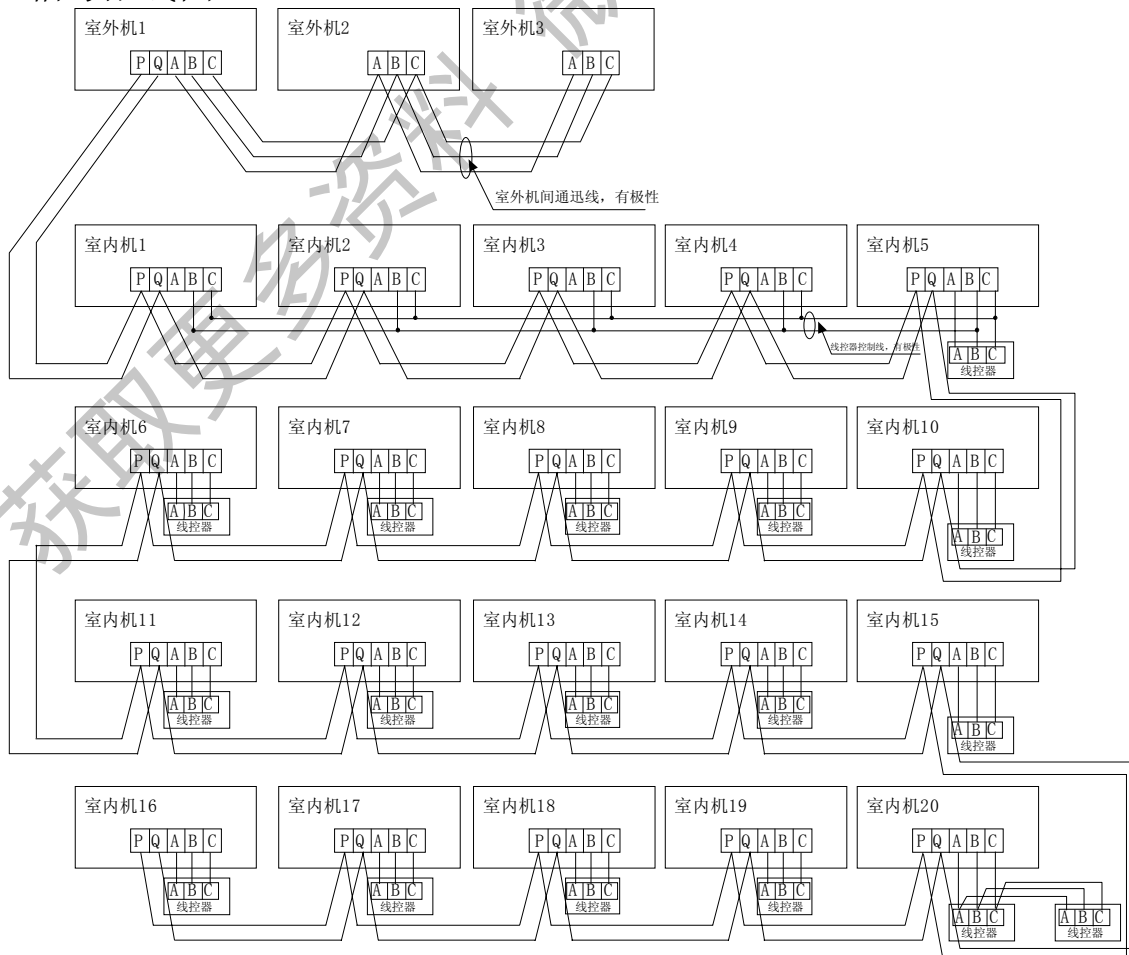 室外机1 室外机2 室外机3
P Q A B C A B C A B C
室外机间通迅线，有极性
室内机1 室内机2 室内机3 室内机4 室内机5
P Q A B C P Q A B C P Q A B C P Q A B C P Q A B C
线控器控制线，有极性
A B C
线控器
室内机6 室内机7 室内机8 室内机9 室内机10
P Q A B C P Q A B C P Q A B C P Q A B C P Q A B C
A B C A B C A B C A B C A B C
线控器 线控器 线控器 线控器 线控器
室内机11 室内机12 室内机13 室内机14 室内机15
P Q A B C P Q A B C P Q A B C P Q A B C P Q A B C
A B C A B C A B C A B C A B C
线控器 线控器 线控器 线控器 线控器
室内机16 室内机17 室内机18 室内机19 室内机20
P Q A B C P Q A B C P Q A B C P Q A B C P Q A B C
A B C A B C A B C A B C A B C A B C
线控器 线控器 线控器 线控器 线控器 线控器
获取更多资料